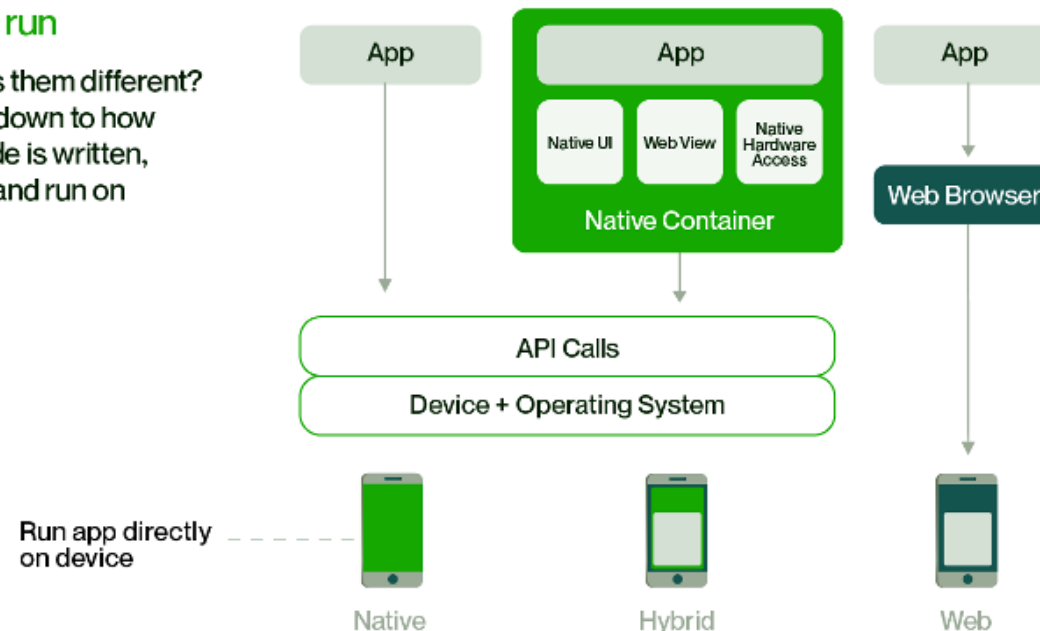 run
s them different?
down to how
de is written,
and run on
App
App
App
Native UI
Web View
Native
Hardware
Access
Native Container
Web Browser
API Calls
Device + Operating System
Run app directly
on device
Native
Hybrid
Web